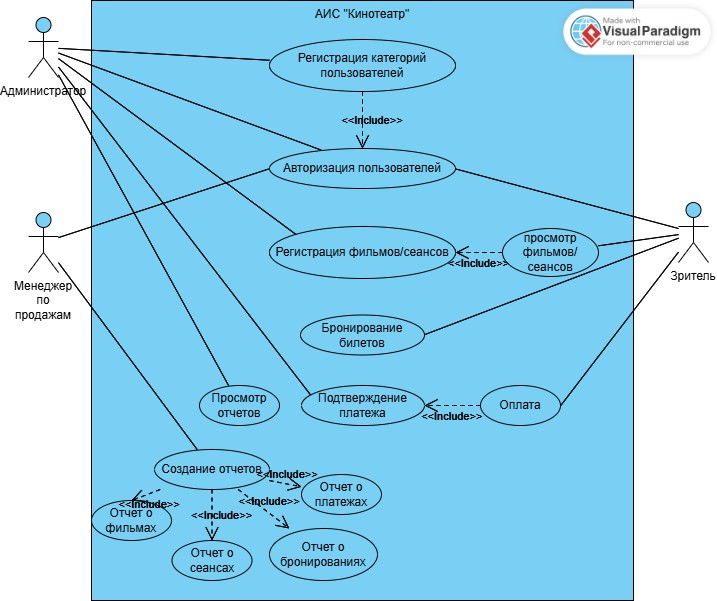 АИС "Кинотеатр"
Made with
VisualParadigm
For non-commercial use
Администратор
Регистрация категорий
пользователей
<<Include>>
Авторизация пользователей
Менеджер
по
продажам
Регистрация фильмов/сеансов
<<Include>>
просмотр
фильмов/
сеансов
Зритель
Бронирование
билетов
Просмотр
отчетов
Подтверждение
платежа
<<Include>>
Оплата
Создание отчетов
<<Include>>
<<Include>>
<<Include>>
<<Include>>
Отчет о
фильмах
Отчет о
сеансах
Отчет о
бронированиях
Отчет о
платежах